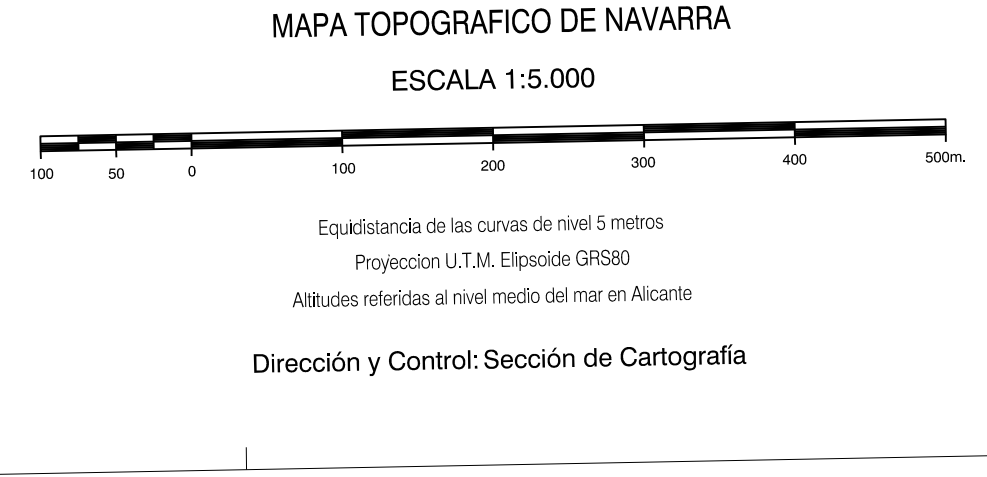 MAPA TOPOGRAFICO DE NAVARRA
ESCALA 1:5.000
100 50 0 100 200 300 400 500m.
Equidistancia de las curvas de nivel 5 metros
Proyeccion U.T.M. Elipsoide GRS80
Altitudes referidas al nivel medio del mar en Alicante
Dirección y Control: Sección de Cartografía